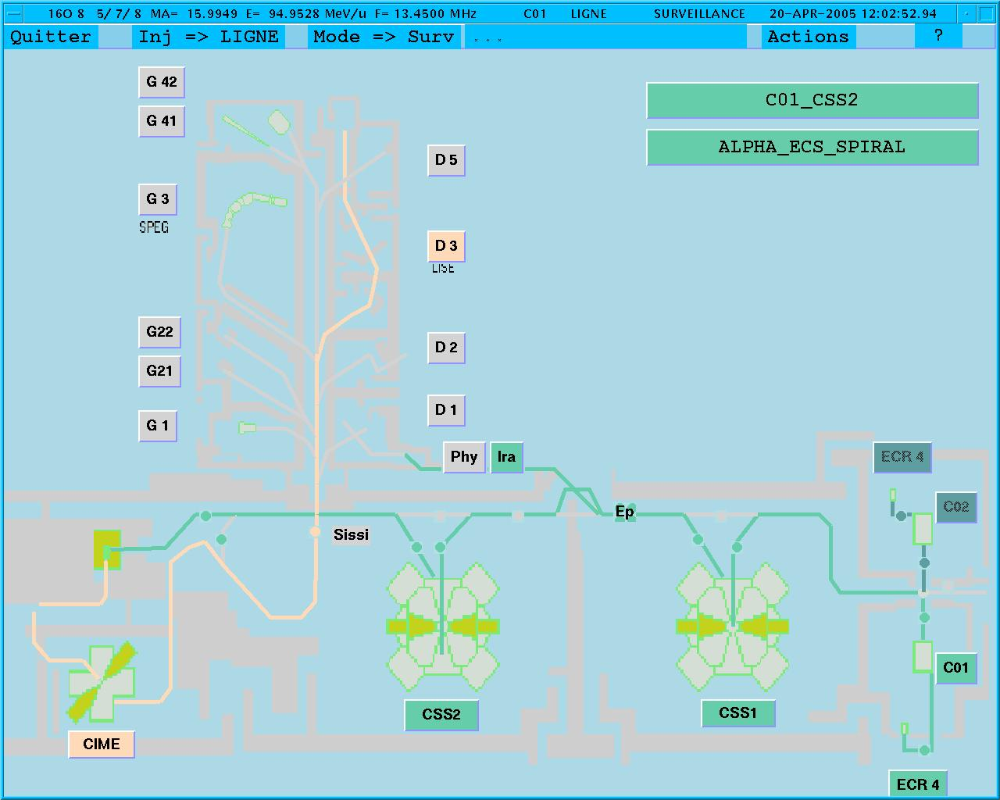 16O 8 5/ 7/ 8 MA= 15.9949 E= 94.9528 MeV/u F= 13.4500 MHz C01 LIGNE SURVEILLANCE 20-APR-2005 12:02:52.94
Quitter Inj => LIGNE Mode => Surv ... Actions ?
G 42
C01_CSS2
G 41
ALPHA_ECS_SPIRAL
D 5
G 3
SPEG
D 3
LISE
G22
D 2
G21
D 1
G 1
Phy Ira ECR 4
Ep C02
Sissi
C01
CSS2 CSS1
CIME
ECR 4